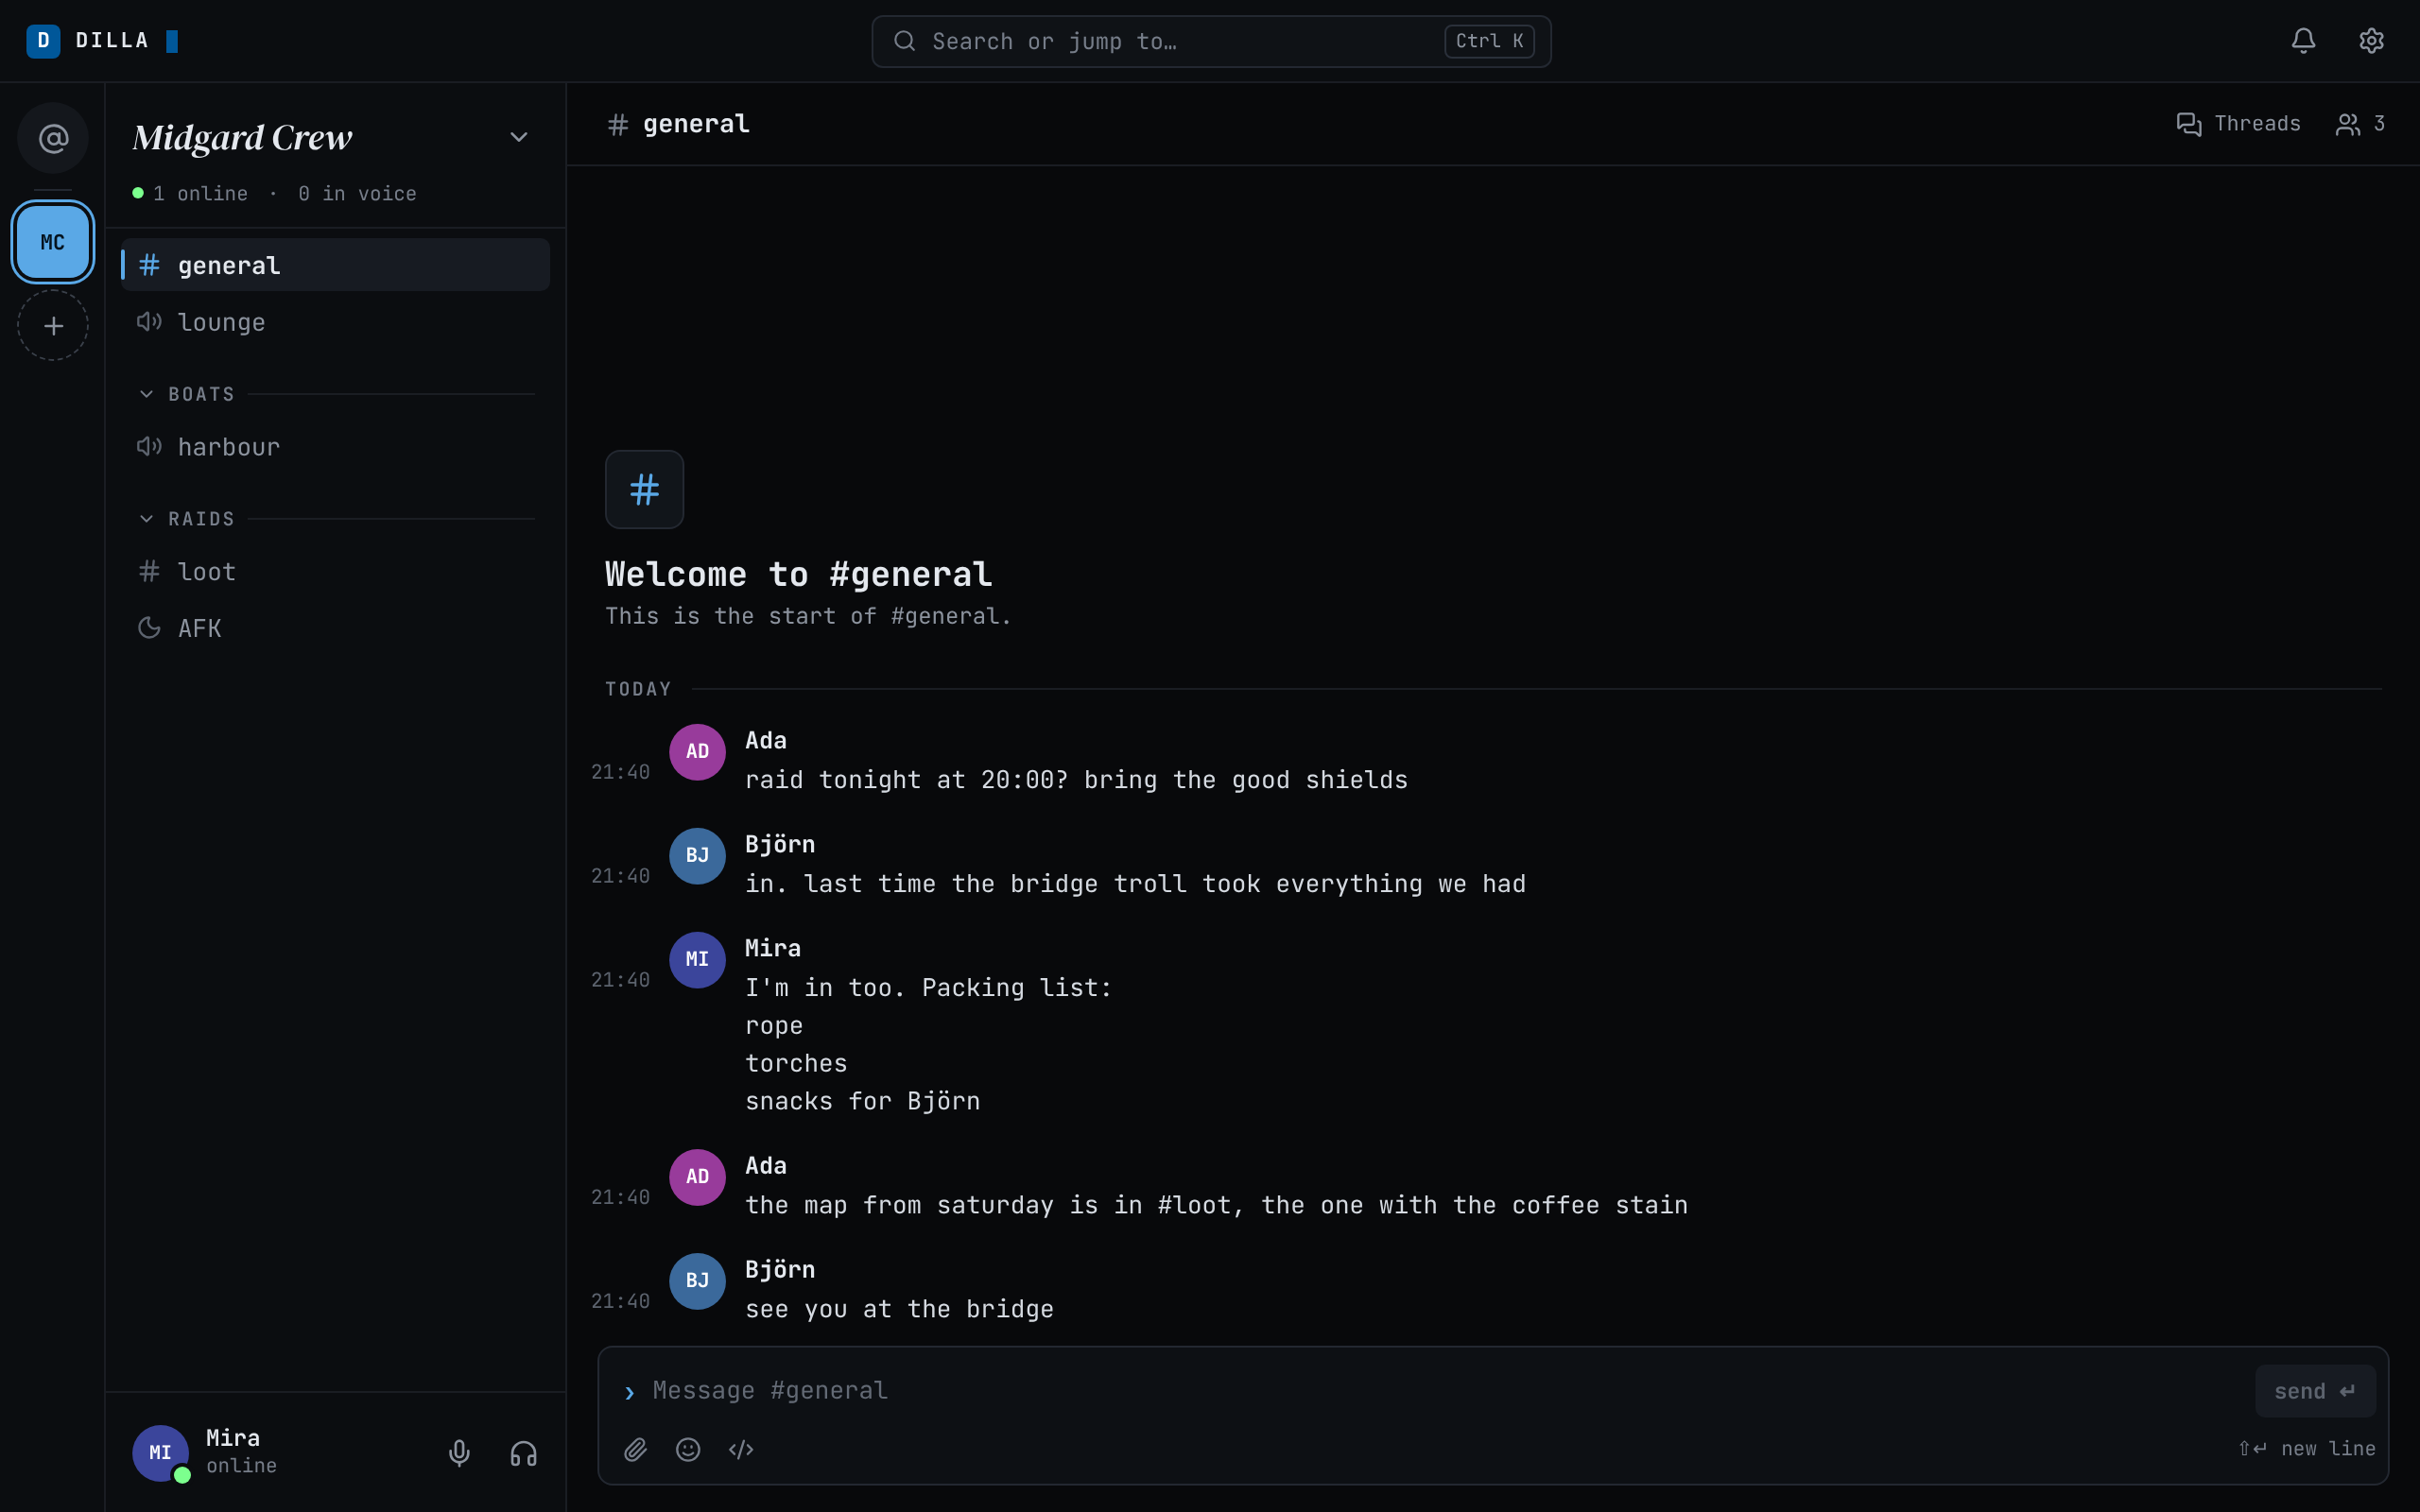 D DILLA
Search or jump to…
Ctrl K
Midgard Crew
1 online · 0 in voice
MC
general
lounge
BOATS
harbour
RAIDS
loot
AFK
Mira
MI
online
# general
Threads
3
Welcome to #general
This is the start of #general.
TODAY
AD
Ada
21:40
raid tonight at 20:00? bring the good shields
BJ
Björn
21:40
in. last time the bridge troll took everything we had
MI
Mira
21:40
I'm in too. Packing list:
rope
torches
snacks for Björn
AD
Ada
21:40
the map from saturday is in #loot, the one with the coffee stain
BJ
Björn
21:40
see you at the bridge
› Message #general
send ↵
⇧↵ new line